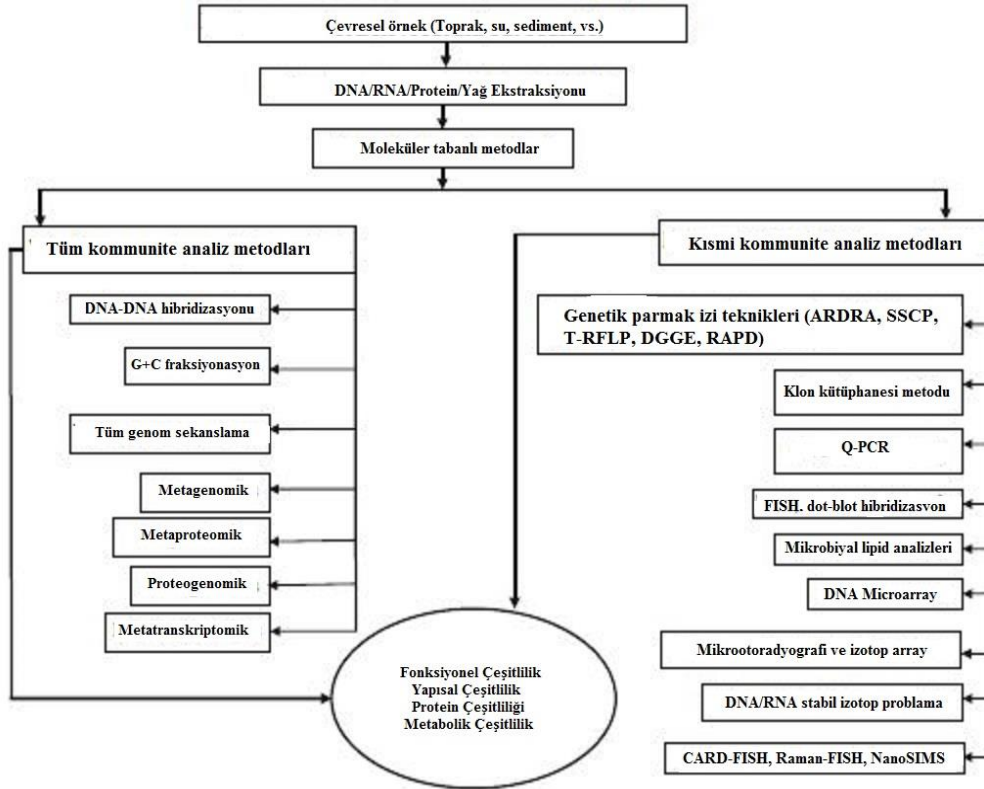 Çevresel örnek (Toprak, su, sediment, vs.)
DNA/RNA/Protein/Yağ Ekstraksiyonu
Moleküler tabanlı metodlar
Tüm kommunite analiz metodları
DNA-DNA hibridizasyonu
G+C fraksiyonasyon
Tüm genom sekanslama
Metagenomik
Metaproteomik
Proteogenomik
Metatranskriptomik
Kısmi kommunite analiz metodları
Genetik parmak izi teknikleri (ARDRA, SSCP,
T-RFLP, DGGE, RAPD)
Klon kütüphanesi metodu
Q-PCR
FISH. dot-blot hibridizasvon
Mikrobiyal lipid analizleri
DNA Microarray
Mikrootoradyografi ve izotop array
DNA/RNA stabil izotop problama
CARD-FISH, Raman-FISH, NanoSIMS
Fonksiyonel Çeşitlilik
Yapısal Çeşitlilik
Protein Çeşitliliği
Metabolik Çeşitlilik